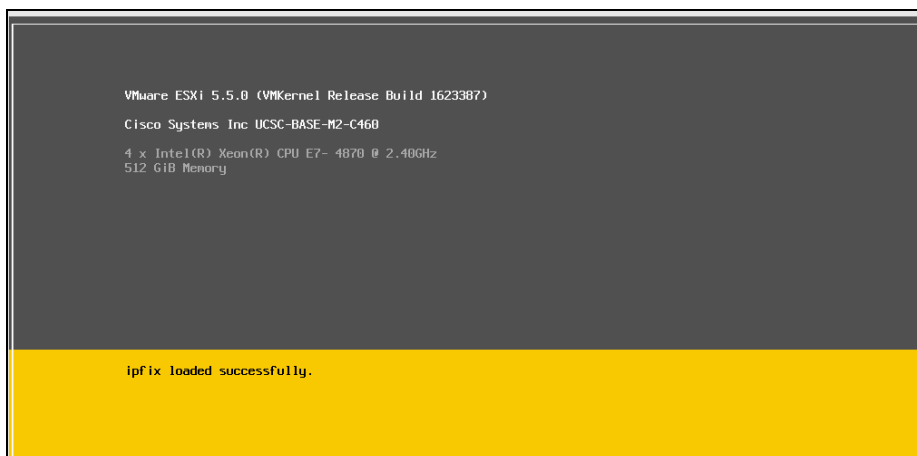 VMware ESXi 5.5.0 (VMKernel Release Build 1623387)
Cisco Systems Inc UCSC-BASE-M2-C460
4 x Intel(R) Xeon(R) CPU E7- 4870 @ 2.40GHz
512 GiB Memory
ipfix loaded successfully.